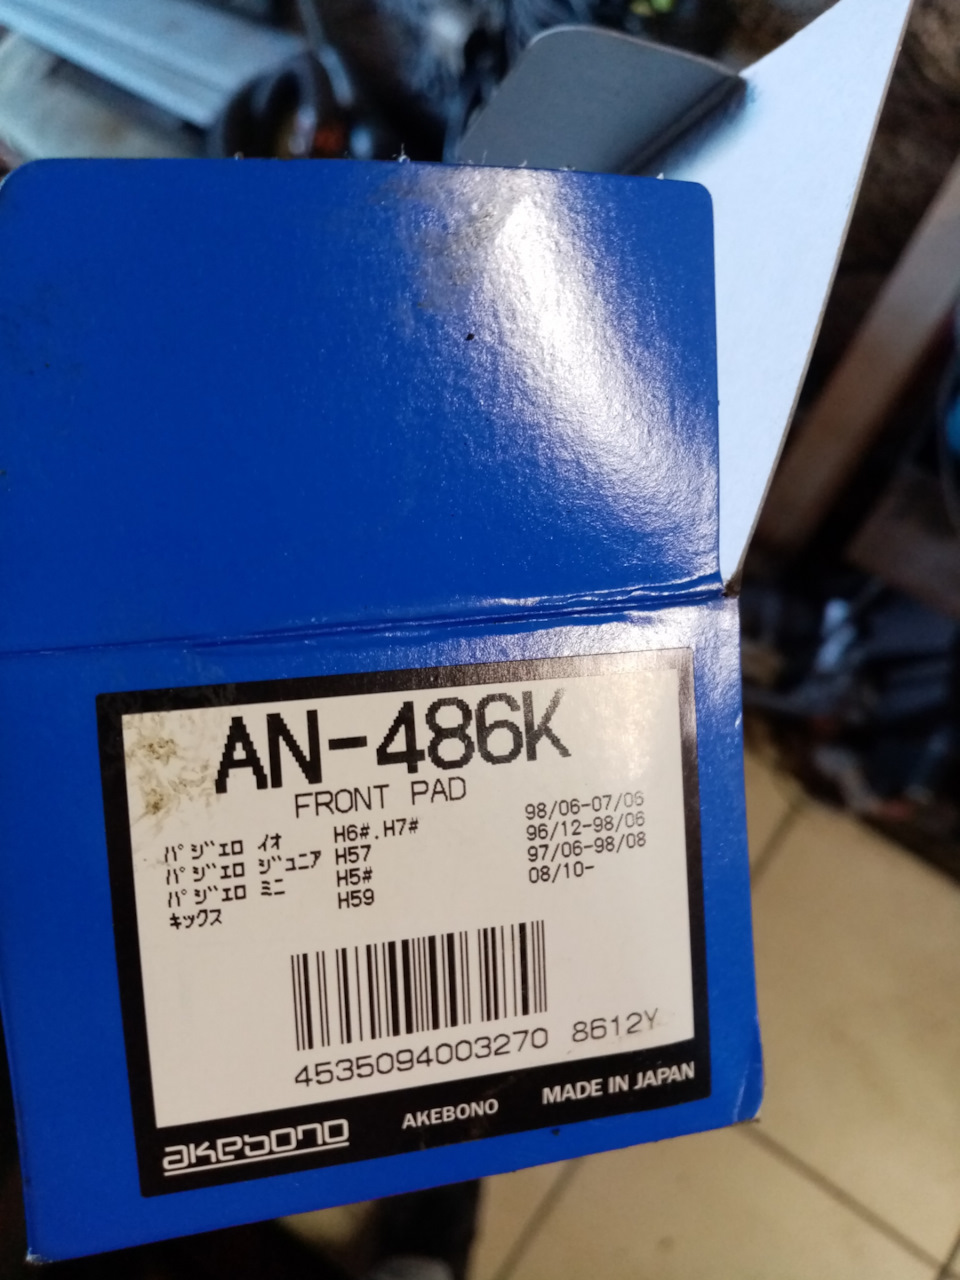 AN-486K
FRONT PAD
パジェロ イオ H6#.H7# 98/06-07/06
パジェロ ジュニア H57 96/12-98/06
パジェロ ミニ H5# 97/06-98/08
キックス H59 08/10-
4535094003270 8612Y
akebono AKEBONO MADE IN JAPAN